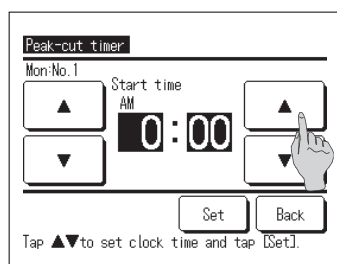 Peak-cut timer
Mon:No.1
Start time
AM
▲ 0:00 ▲
▼ ▼
Set Back
Tap ▲▼to set clock time and tap [Set].